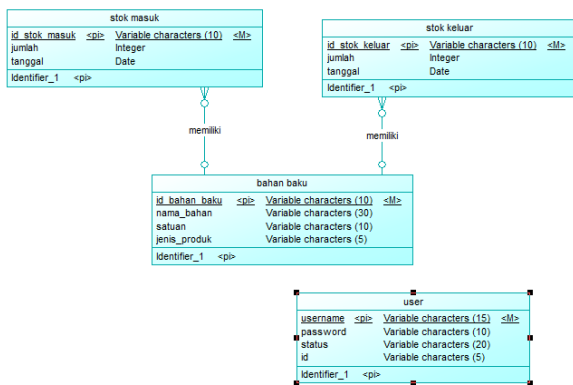 stok masuk
id_stok_masuk <pi> Variable characters (10) <M>
jumlah Integer
tanggal Date
Identifier_1 <pi>
stok keluar
id_stok_keluar <pi> Variable characters (10) <M>
jumlah Integer
tanggal Date
Identifier_1 <pi>
memiliki
memiliki
bahan baku
id_bahan_baku <pi> Variable characters (10) <M>
nama_bahan Variable characters (30)
satuan Variable characters (10)
jenis_produk Variable characters (5)
Identifier_1 <pi>
user
username <pi> Variable characters (15) <M>
password Variable characters (10)
status Variable characters (20)
id Variable characters (5)
Identifier_1 <pi>